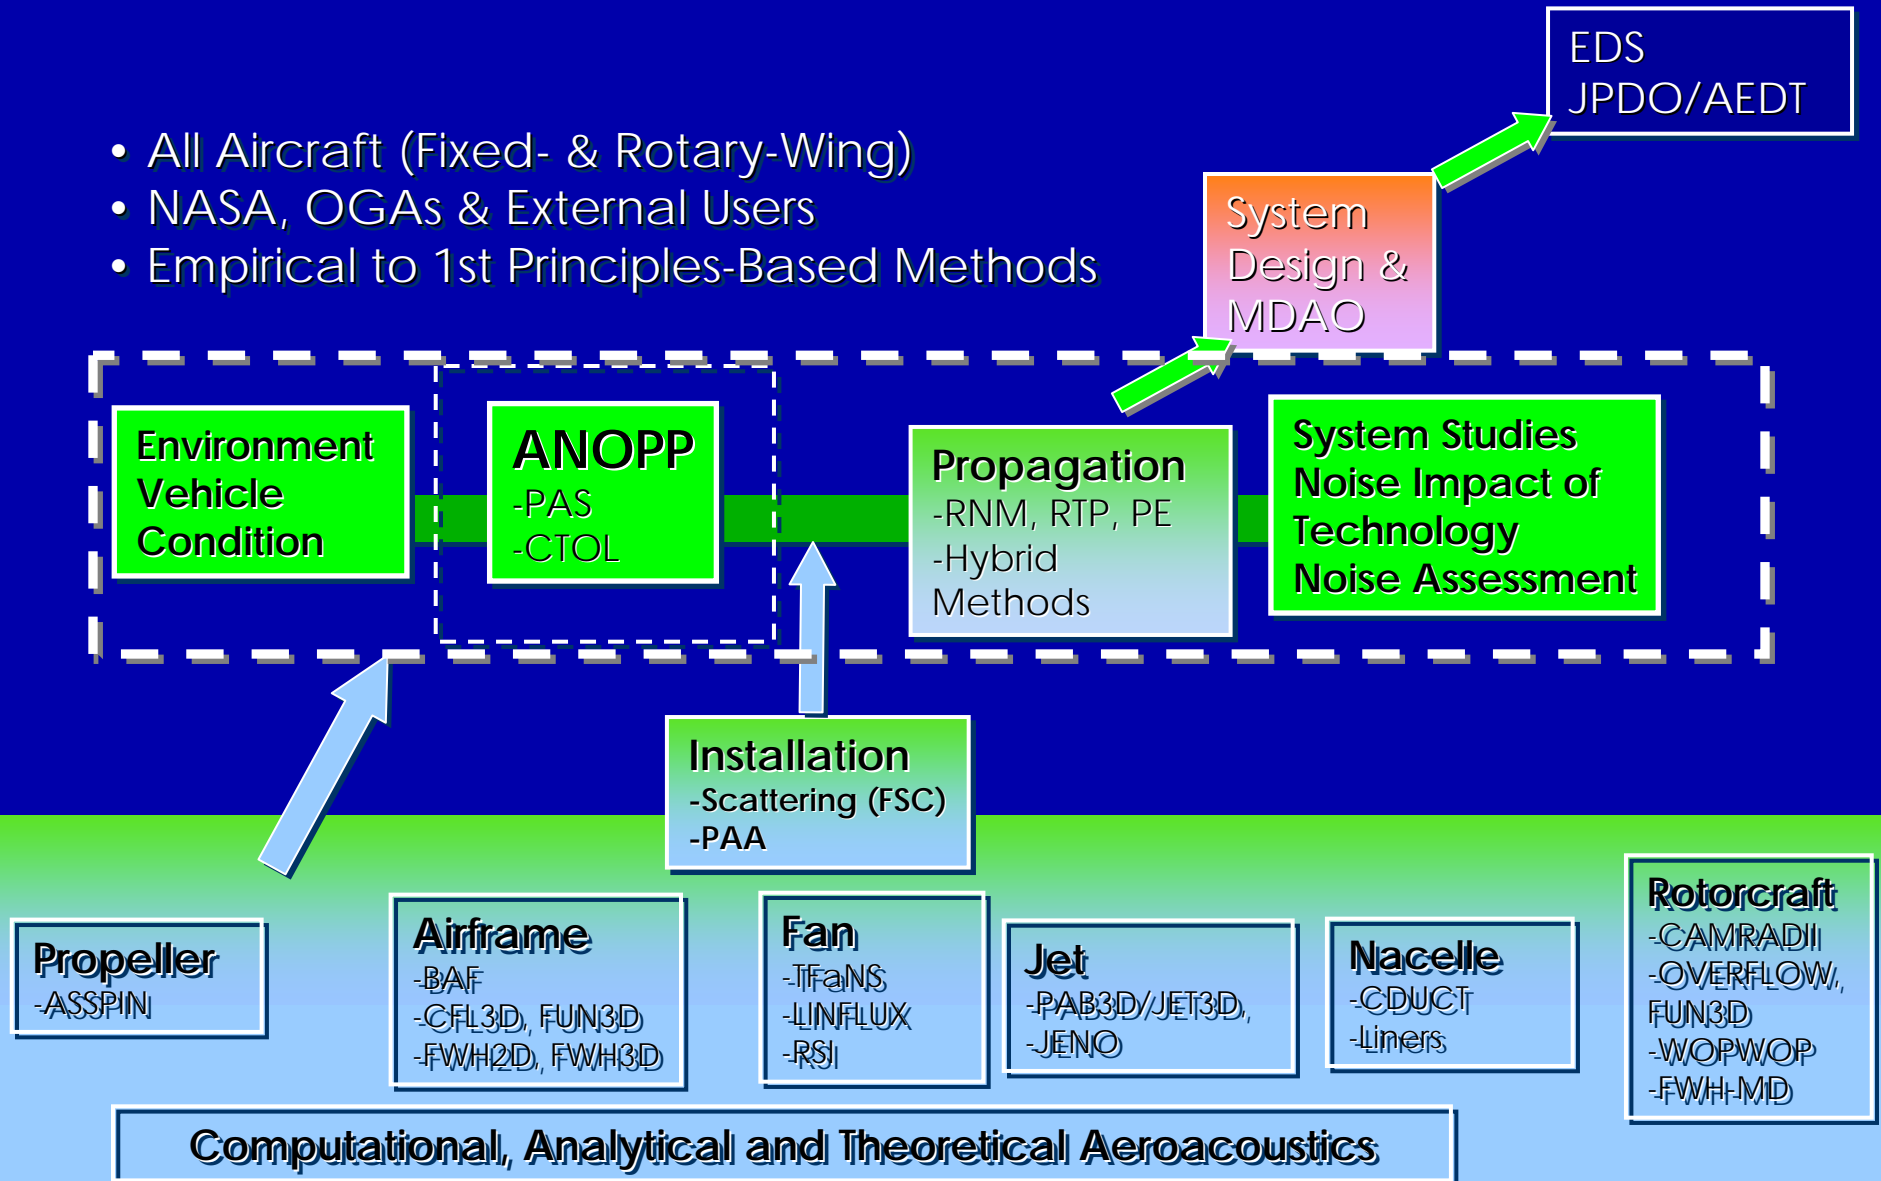 EDS
JPDO/AEDT
• All Aircraft (Fixed- & Rotary-Wing)
• NASA, OGAs & External Users
• Empirical to 1st Principles-Based Methods
System
Design &
MDAO
Environment
Vehicle
Condition
ANOPP
-PAS
-CTOL
Propagation
-RNM, RTP, PE
-Hybrid
Methods
System Studies
Noise Impact of
Technology
Noise Assessment
Installation
-Scattering (FSC)
-PAA
Propeller
-ASSPIN
Airframe
-BAF
-CFL3D, FUN3D
-FWH2D, FWH3D
Fan
-TFaNS
-LINFLUX
-RSI
Jet
-PAB3D/JET3D,
-JENO
Nacelle
-CDUCT
-Liners
Rotorcraft
-CAMRADII
-OVERFLOW,
FUN3D
-WOPWOP
-FWH-MD
Computational, Analytical and Theoretical Aeroacoustics